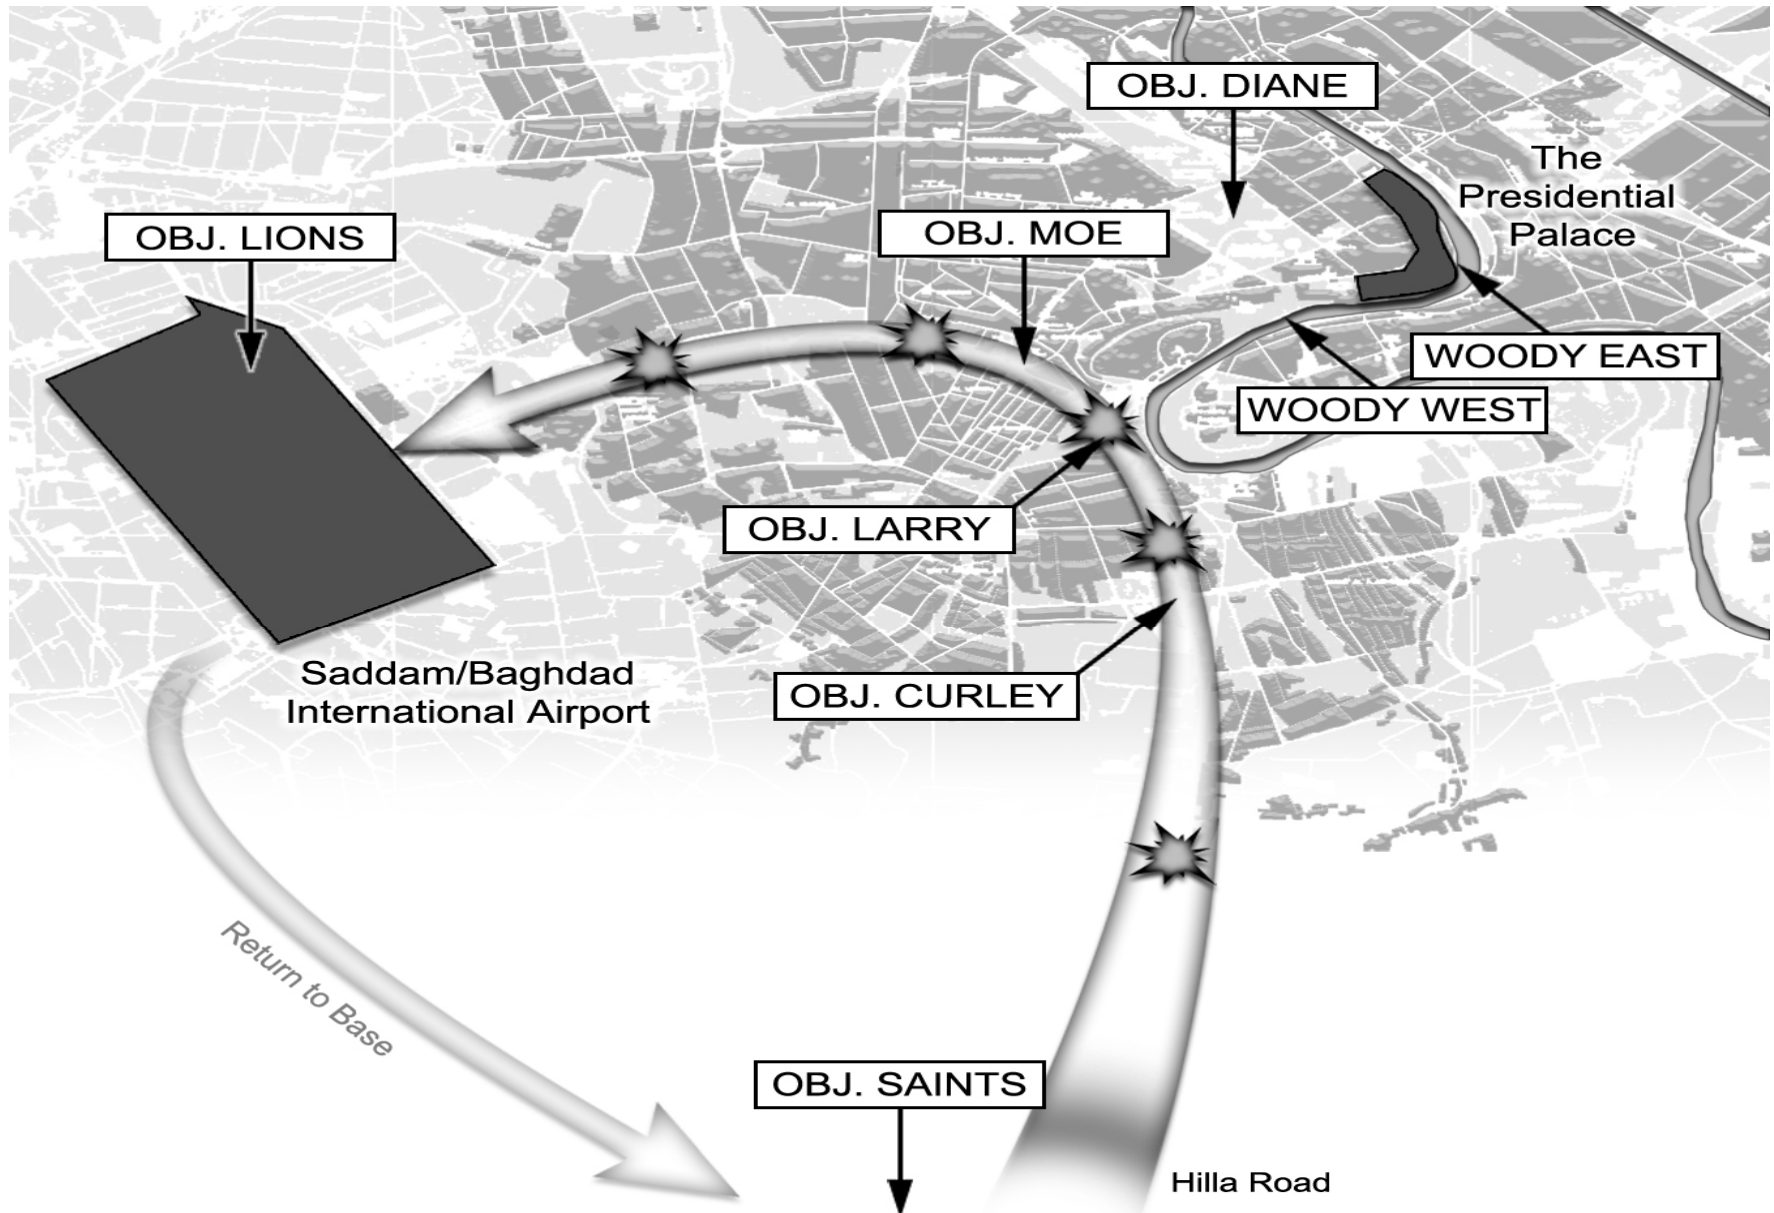 OBJ. DIANE
The
Presidential
Palace
OBJ. LIONS
OBJ. MOE
WOODY EAST
WOODY WEST
OBJ. LARRY
OBJ. CURLEY
Saddam/Baghdad
International Airport
Return to Base
OBJ. SAINTS
Hilla Road